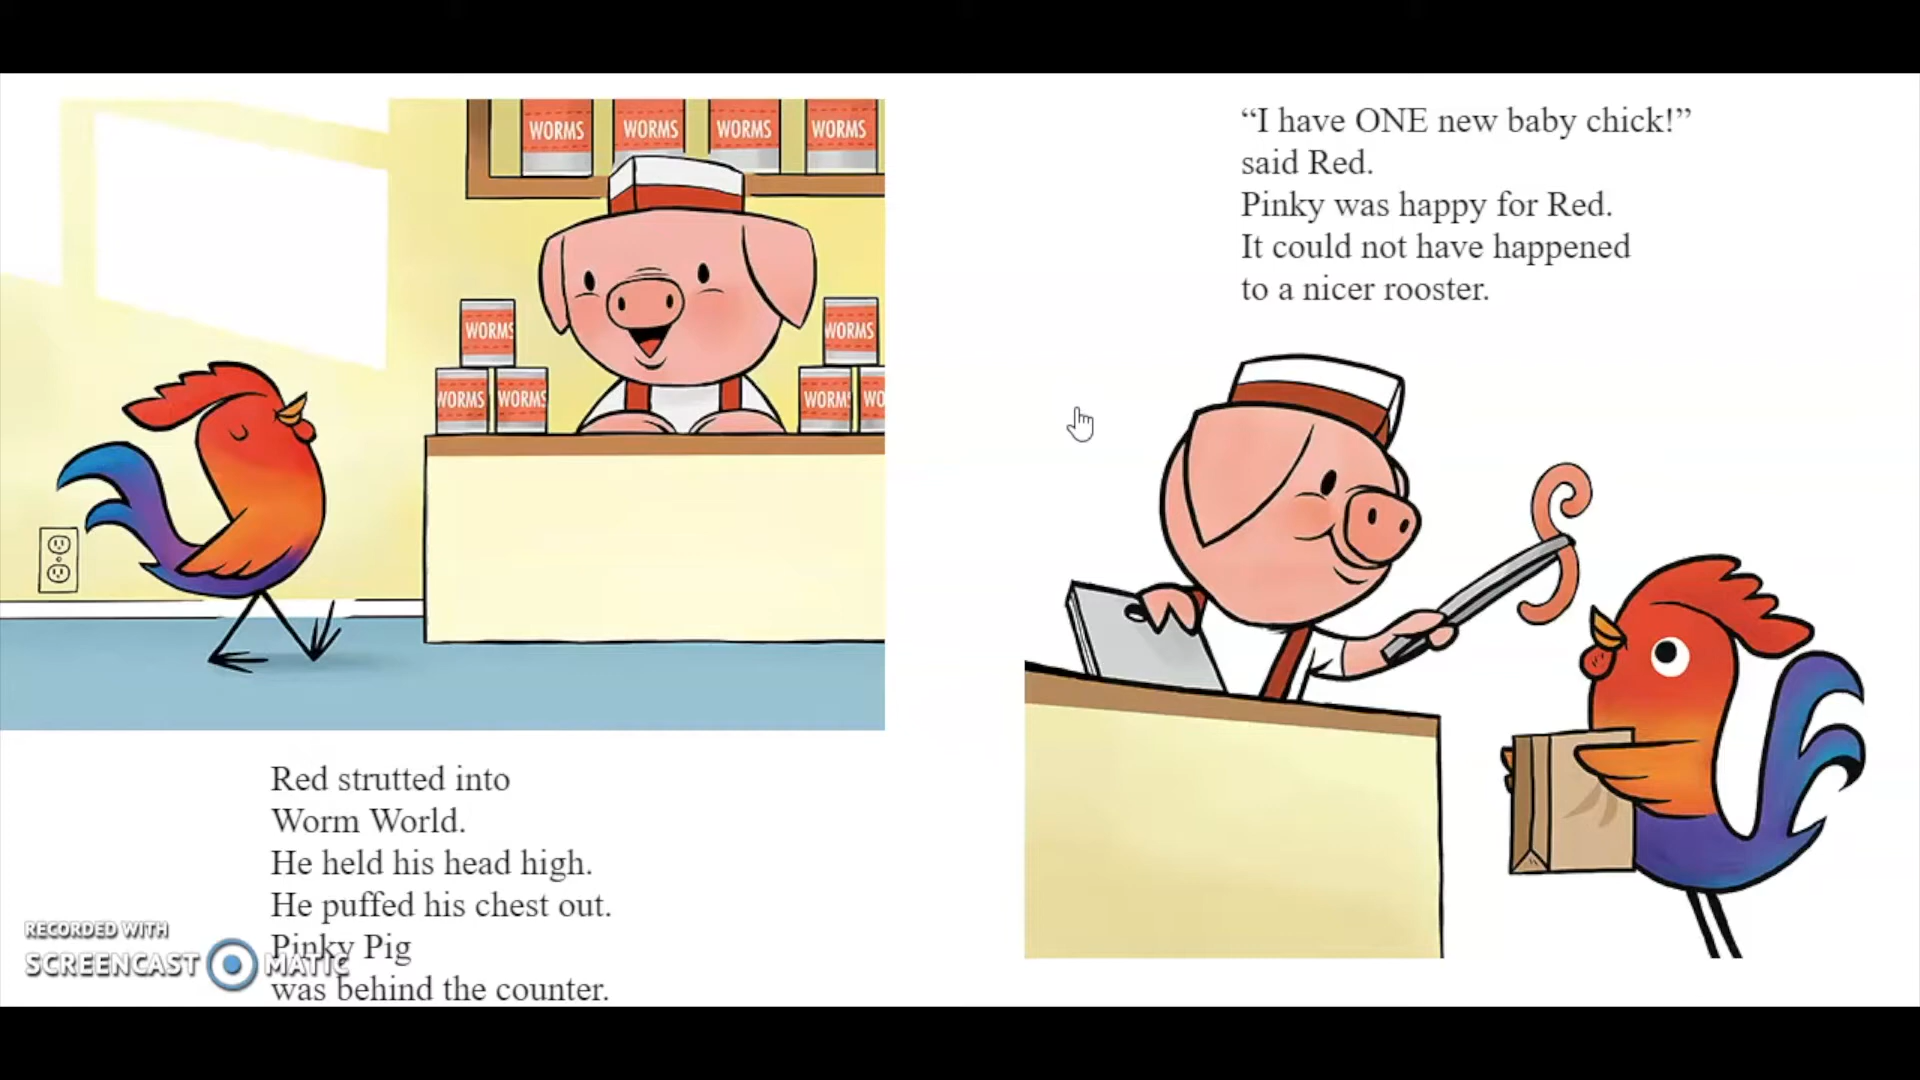 WORMS WORMS WORMS WORMS
WORMS WORMS
WORMS WORMS WORMS WO
Red strutted into
Worm World.
He held his head high.
He puffed his chest out.
Pinky Pig
was behind the counter.
“I have ONE new baby chick!”
said Red.
Pinky was happy for Red.
It could not have happened
to a nicer rooster.
RECORDED WITH
SCREENCAST MATIC